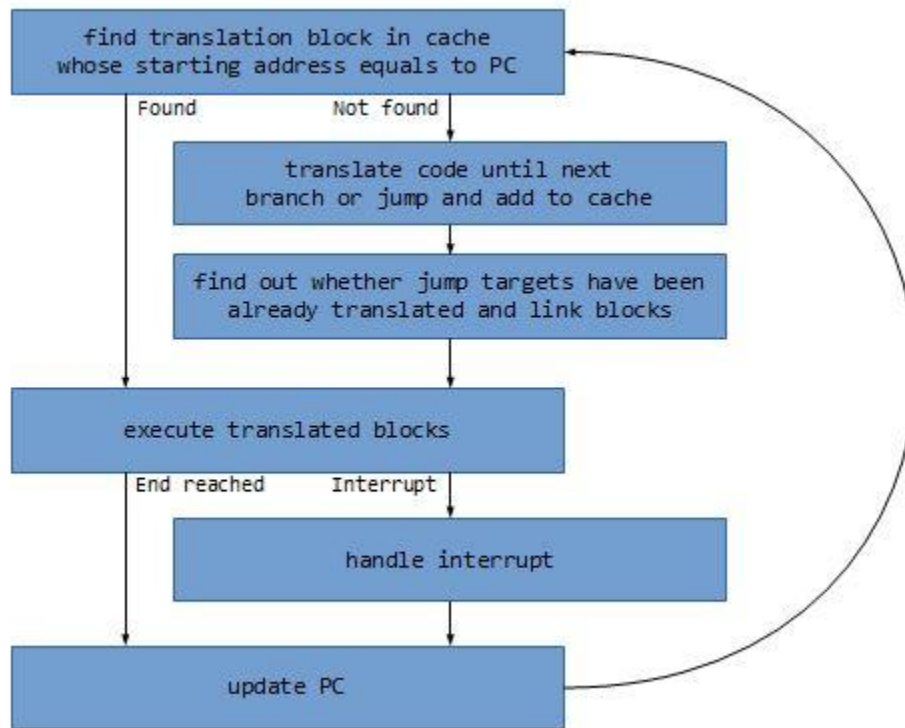 find translation block in cache
whose starting address equals to PC
Found
Not found
translate code until next
branch or jump and add to cache
find out whether jump targets have been
already translated and link blocks
execute translated blocks
End reached
Interrupt
handle interrupt
update PC